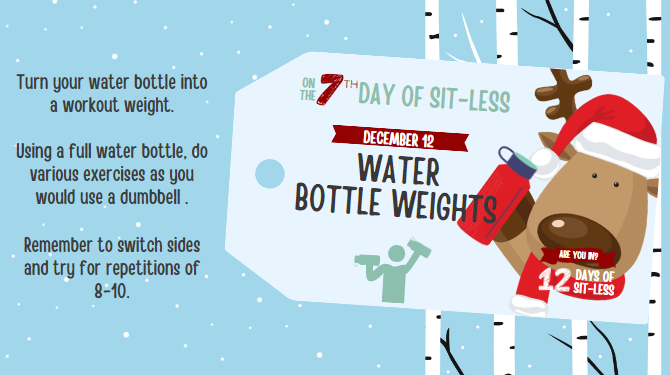 Turn your water bottle into
a workout weight.
Using a full water bottle, do
various exercises as you
would use a dumbbell .
Remember to switch sides
and try for repetitions of
8-10.
ON THE 7TH DAY OF SIT-LESS
DECEMBER 12
WATER
BOTTLE WEIGHTS
ARE YOU IN?
12 DAYS OF
SIT-LESS